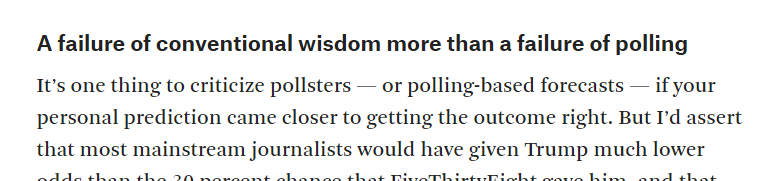 A failure of conventional wisdom more than a failure of polling
It’s one thing to criticize pollsters — or polling-based forecasts — if your
personal prediction came closer to getting the outcome right. But I’d assert
that most mainstream journalists would have given Trump much lower
odds than the 30 percent chance that FiveThirtyEight gave him, and that